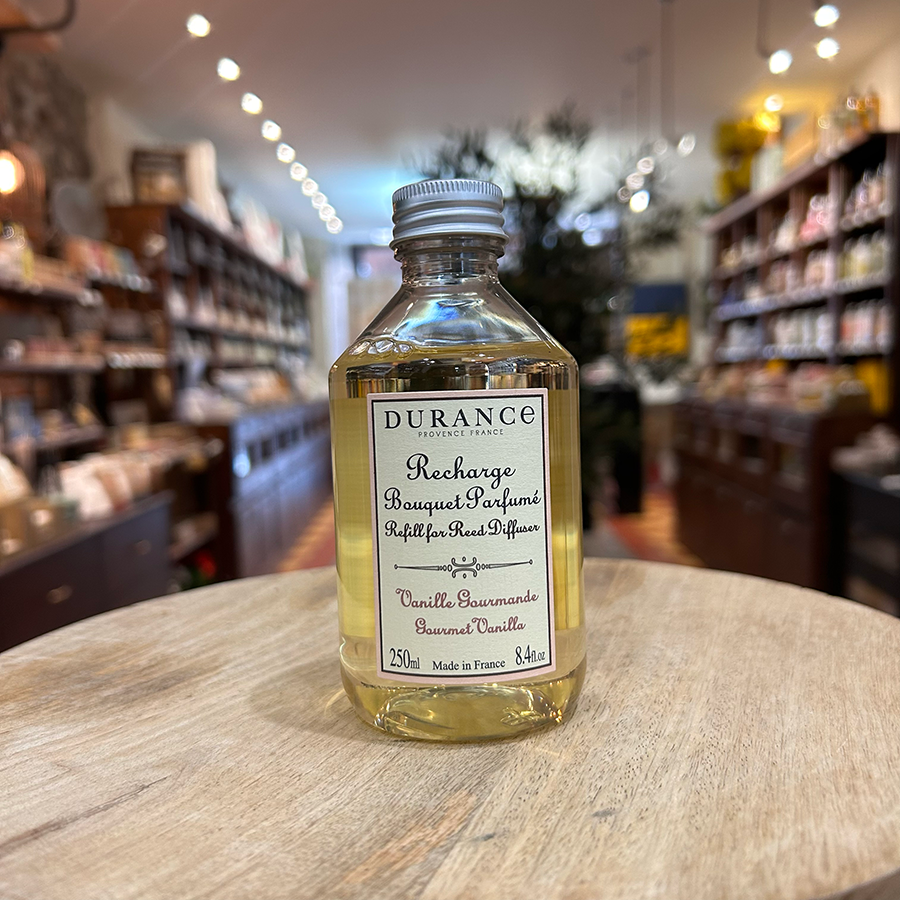 DURANCE
PROVENCE FRANCE
Recharge
Bouquet Parfumé
Refill for Reed Diffuser
Vanille Gourmande
Gourmet Vanilla
250ml Made in France 8.4fl.oz